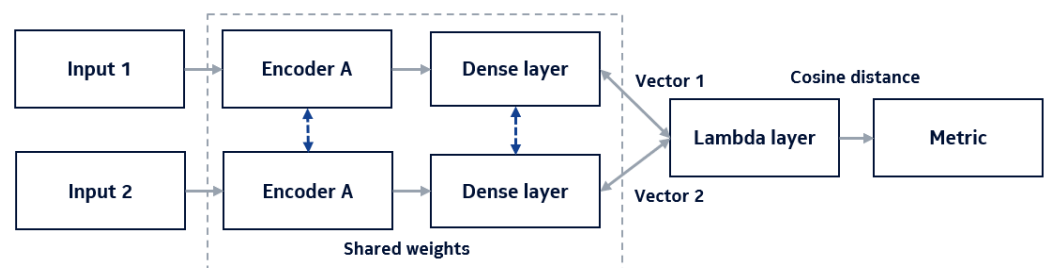 Input 1
Encoder A
Dense layer
Vector 1
Cosine distance
Lambda layer
Metric
Input 2
Encoder A
Dense layer
Vector 2
Shared weights